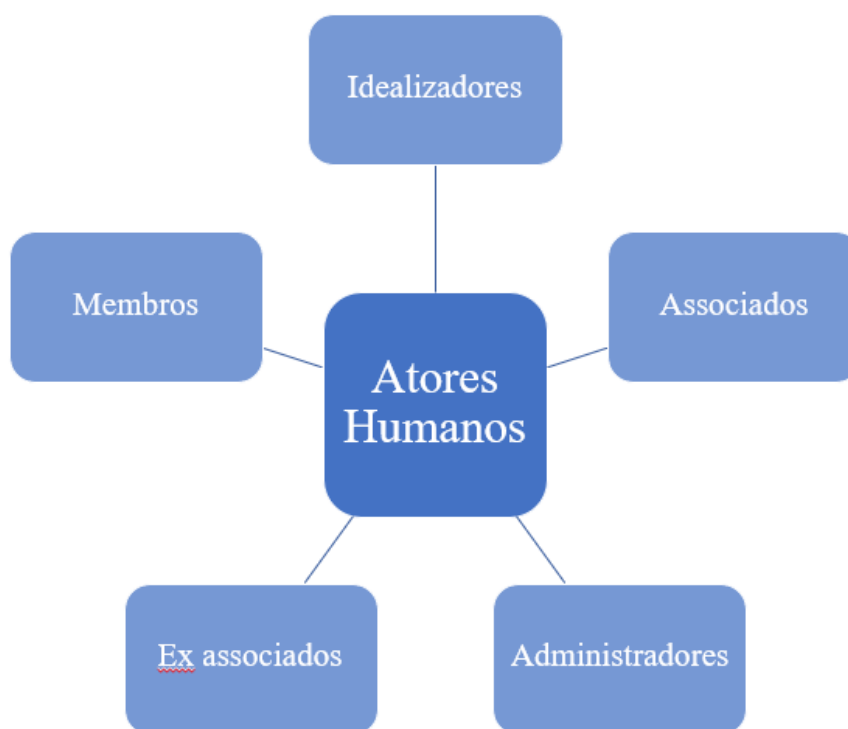 Idealizadores
Membros
Associados
Atores
Humanos
Ex associados
Administradores